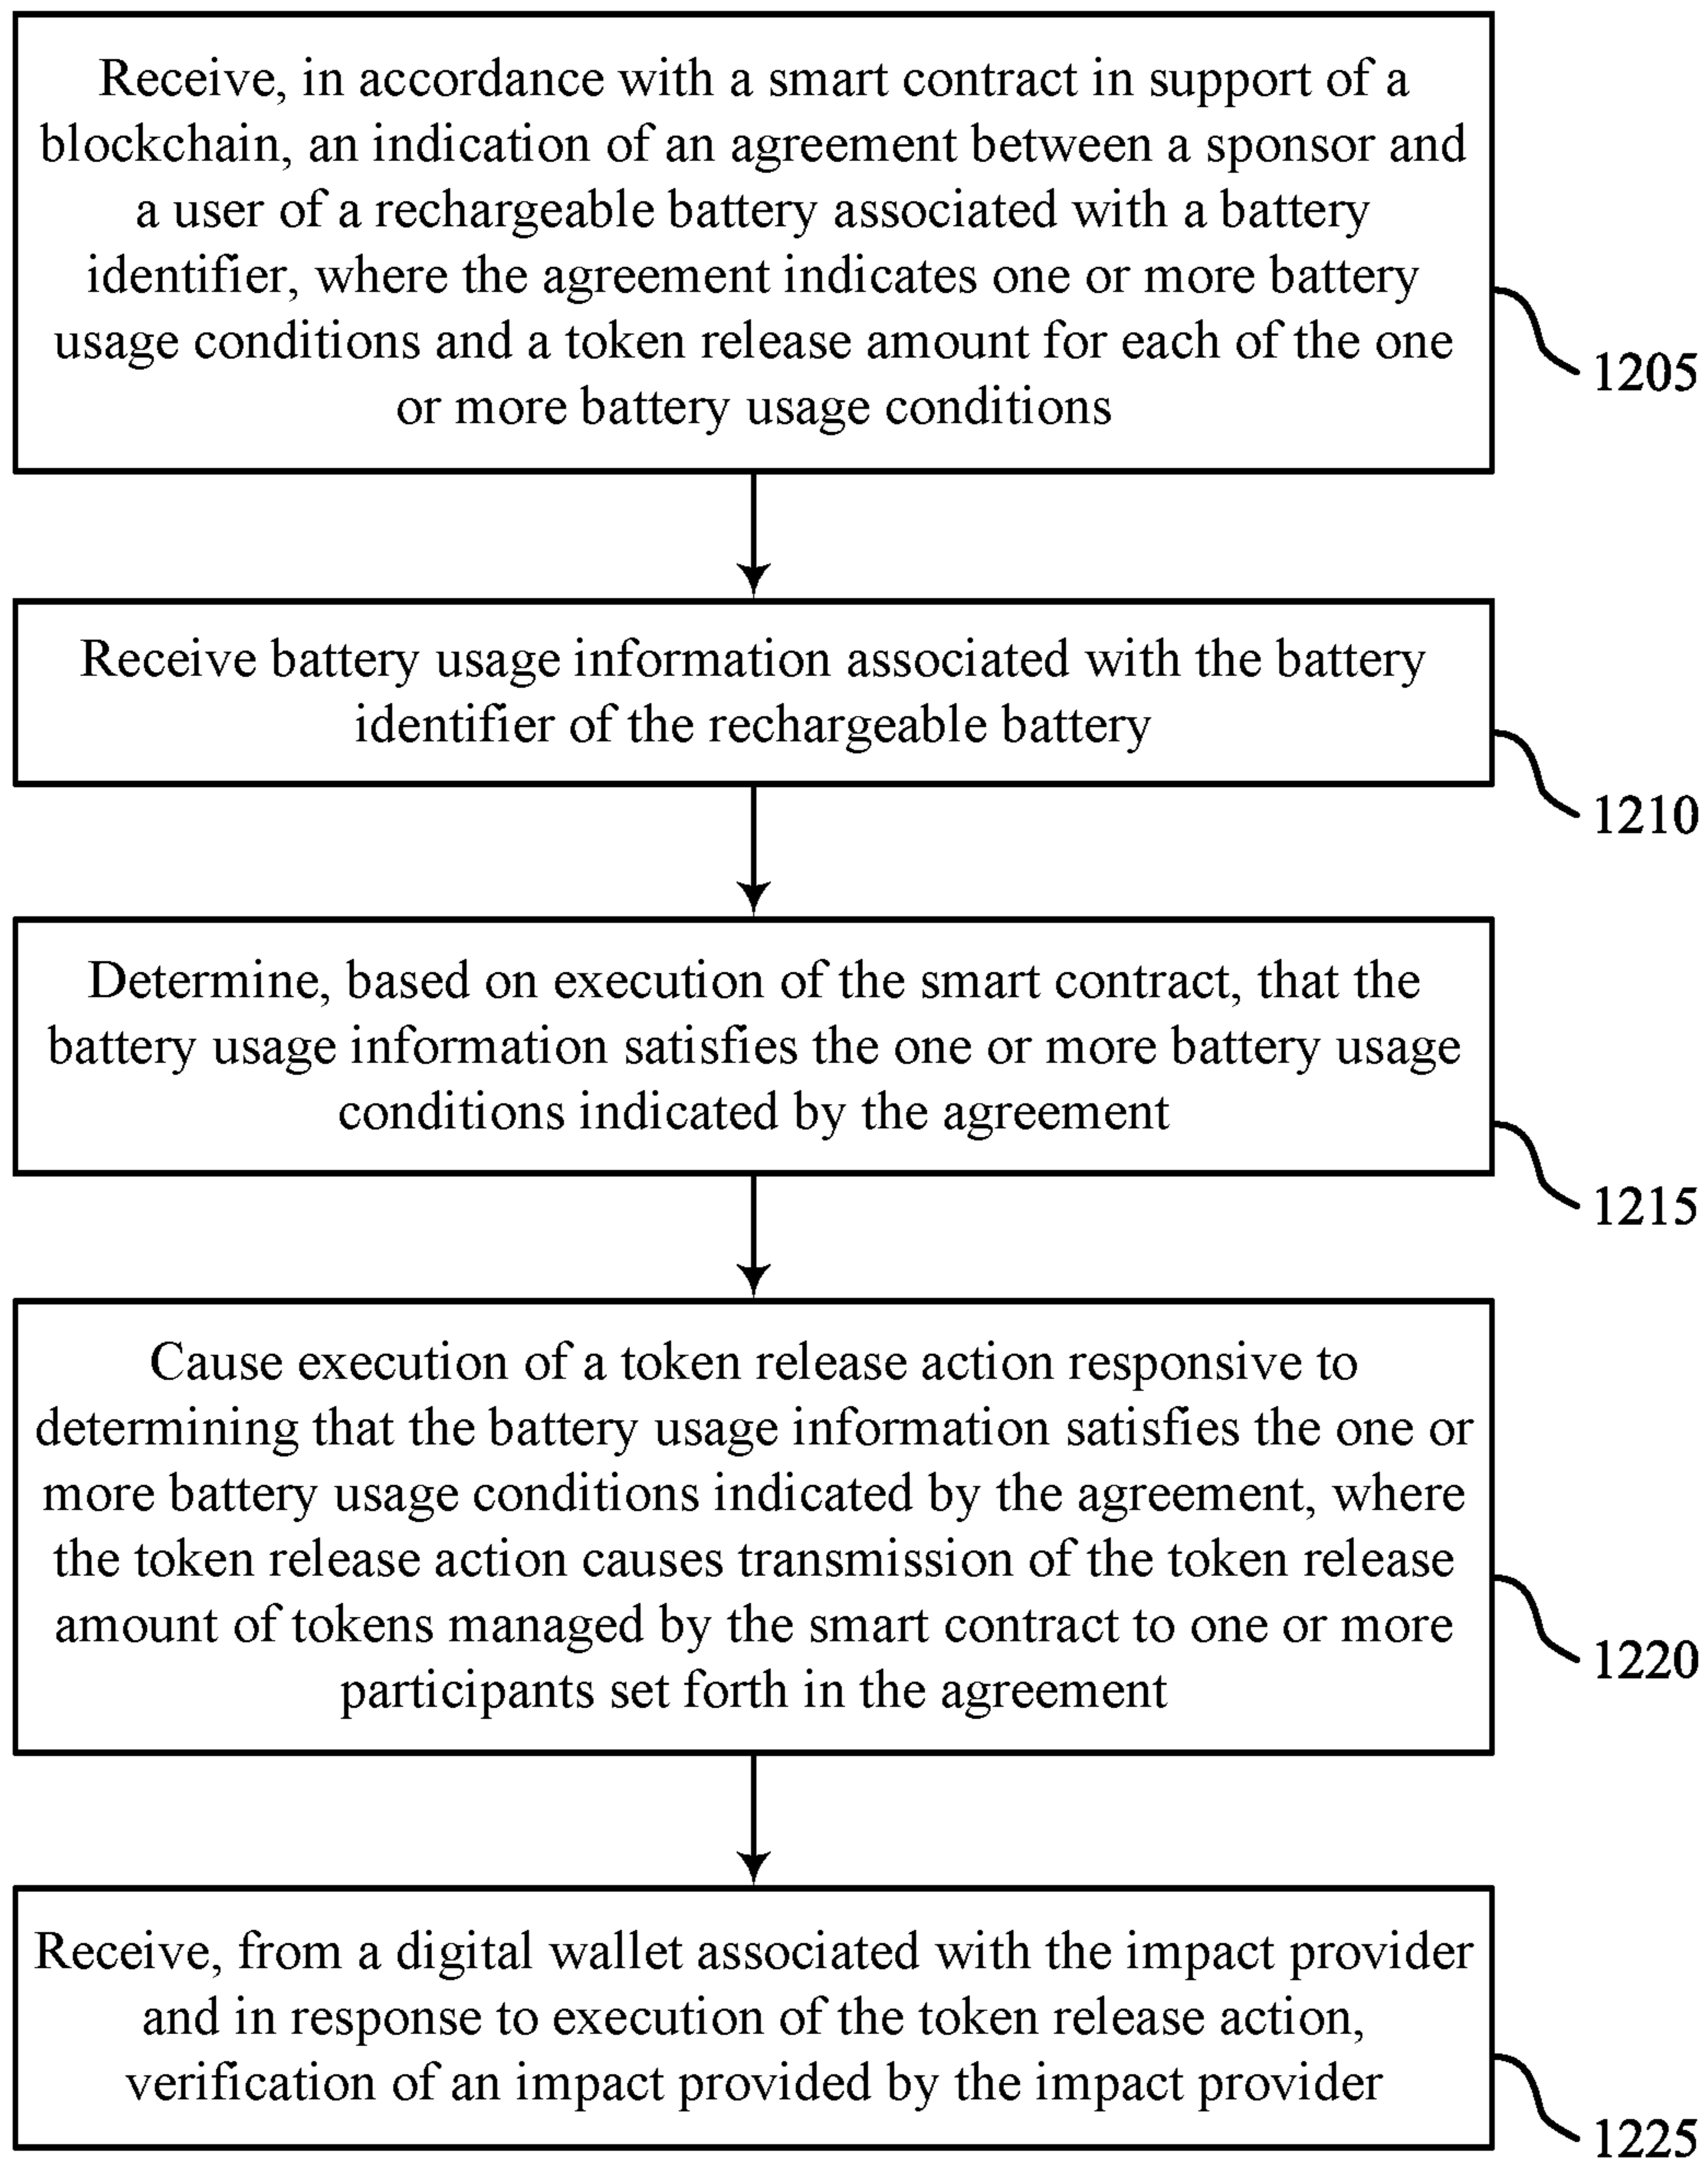 Receive, in accordance with a smart contract in support of a
blockchain, an indication of an agreement between a sponsor and
a user of a rechargeable battery associated with a battery
identifier, where the agreement indicates one or more battery
usage conditions and a token release amount for each of the one
or more battery usage conditions
1205
Receive battery usage information associated with the battery
identifier of the rechargeable battery
1210
Determine, based on execution of the smart contract, that the
battery usage information satisfies the one or more battery usage
conditions indicated by the agreement
1215
Cause execution of a token release action responsive to
determining that the battery usage information satisfies the one or
more battery usage conditions indicated by the agreement, where
the token release action causes transmission of the token release
amount of tokens managed by the smart contract to one or more
participants set forth in the agreement
1220
Receive, from a digital wallet associated with the impact provider
and in response to execution of the token release action,
verification of an impact provided by the impact provider
1225